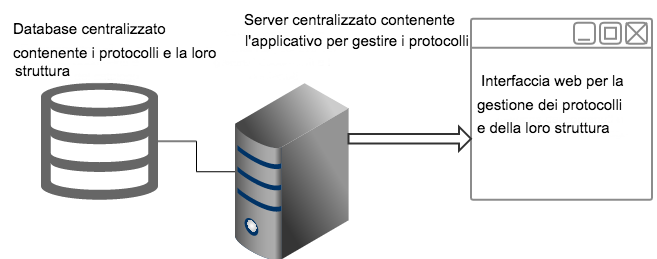 Database centralizzato
contenente i protocolli e la loro
struttura
Server centralizzato contenente
l'applicativo per gestire i protocolli
Interfaccia web per la
gestione dei protocolli
e della loro struttura